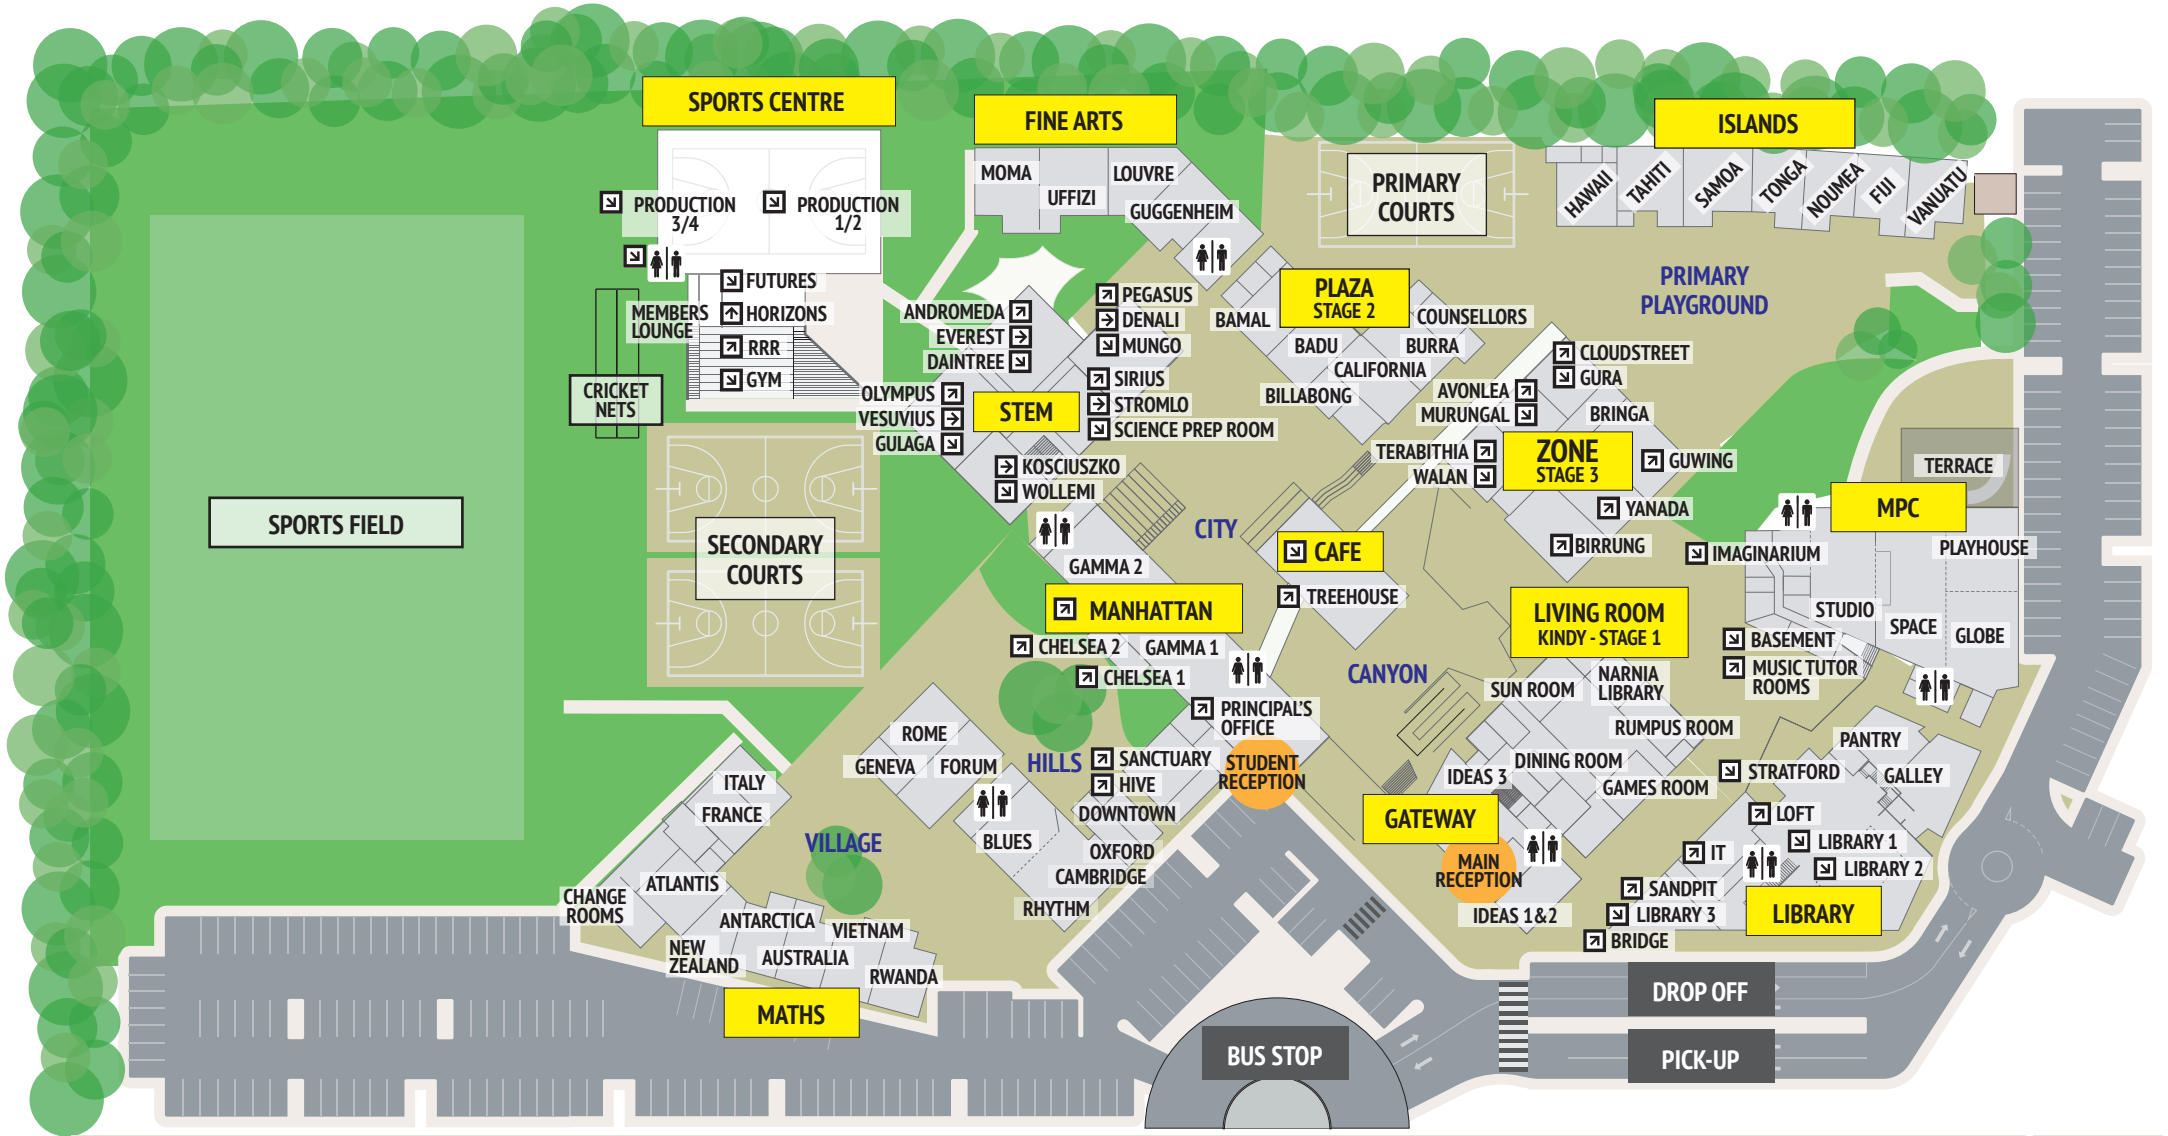 SPORTS CENTRE
FINE ARTS
ISLANDS
PRODUCTION
3/4
PRODUCTION
1/2
MOMA
UFFIZI
LOUVRE
GUGGENHEIM
PRIMARY
COURTS
HAWAII
TAHITI
SAMOA
TONGA
NOUMEA
FIJI
VANUATU
FUTURES
HORIZONS
MEMBERS
LOUNGE
RRR
GYM
CRICKET
NETS
PRIMARY
PLAYGROUND
ANDROMEDA
EVEREST
DAINTREE
PEGASUS
DENALI
MUNGO
OLYMPUS
VESUVIUS
GULAGA
STEM
SIRIUS
STROMLO
SCIENCE PREP ROOM
KOSCIUSZKO
WOLLEMI
PLAZA
STAGE 2
BAMAL
COUNSELLORS
BADU
BURRA
CALIFORNIA
BILLABONG
CLOUDSTREET
GURA
AVONLEA
MURUNGAL
BRINGA
TERABITHIA
WALAN
ZONE
STAGE 3
GUWING
YANADA
BIRRUNG
TERRACE
MPC
IMAGINARIUM
PLAYHOUSE
STUDIO
SPACE
GLOBE
BASEMENT
MUSIC TUTOR
ROOMS
SPORTS FIELD
SECONDARY
COURTS
CITY
CAFE
TREEHOUSE
GAMMA 2
MANHATTAN
CHELSEA 2
GAMMA 1
CHELSEA 1
PRINCIPAL'S
OFFICE
CANYON
LIVING ROOM
KINDY - STAGE 1
SUN ROOM
NARNIA
LIBRARY
RUMPUS ROOM
DINING ROOM
GAMES ROOM
IDEAS 3
GATEWAY
MAIN
RECEPTION
IDEAS 1&2
PANTRY
STRATFORD
GALLEY
LOFT
LIBRARY 1
IT
LIBRARY 2
SANDPIT
LIBRARY 3
LIBRARY
BRIDGE
ROME
GENEVA
FORUM
HILLS
SANCTUARY
HIVE
STUDENT
RECEPTION
DOWNTOWN
BLUES
OXFORD
CAMBRIDGE
RHYTHM
ITALY
FRANCE
VILLAGE
ATLANTIS
CHANGE
ROOMS
ANTARCTICA
VIETNAM
NEW
ZEALAND
AUSTRALIA
RWANDA
MATHS
BUS STOP
DROP OFF
PICK-UP